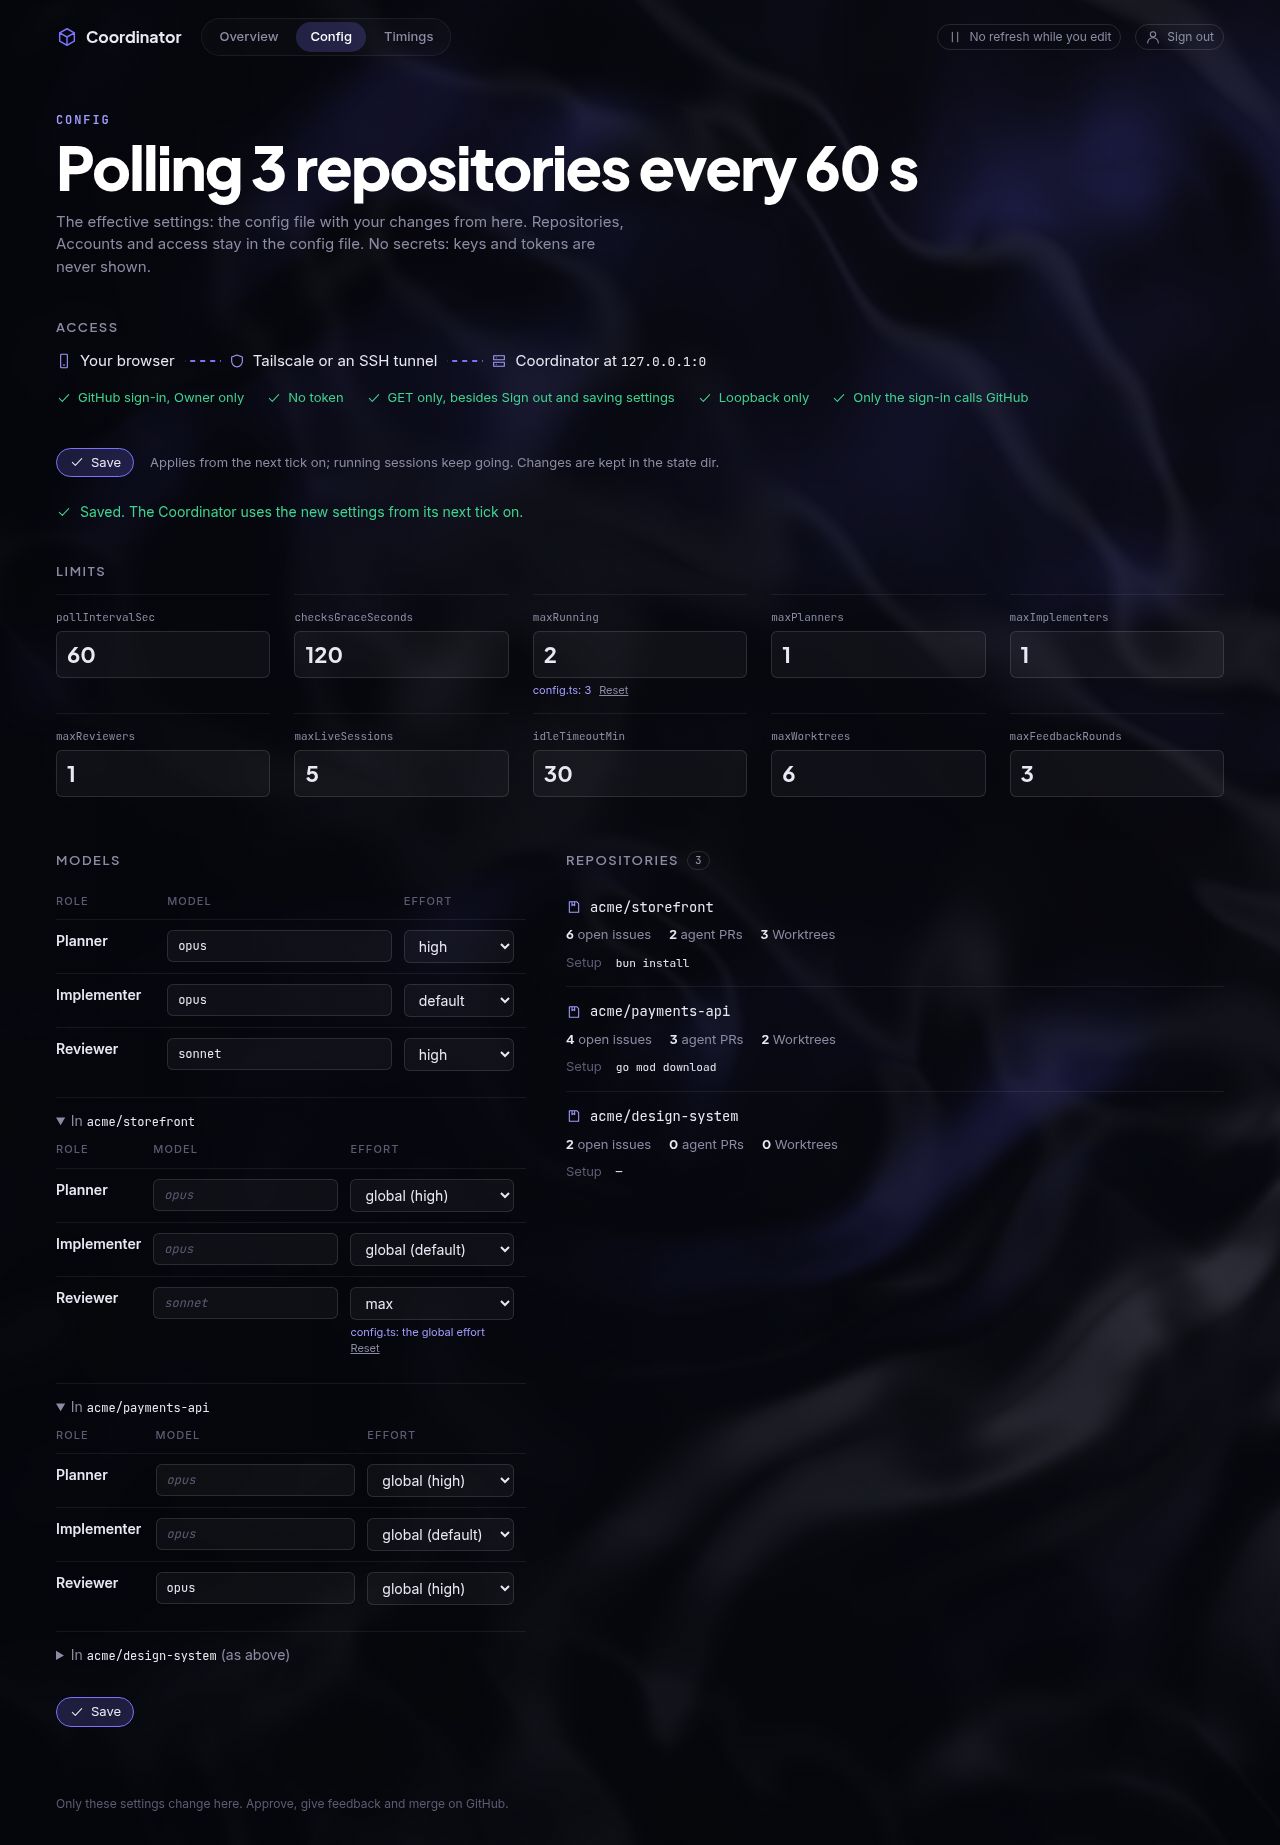 Coordinator
Overview
Config
Timings
No refresh while you edit
Sign out
CONFIG
Polling 3 repositories every 60 s
The effective settings: the config file with your changes from here. Repositories,
Accounts and access stay in the config file. No secrets: keys and tokens are
never shown.
ACCESS
Your browser
Tailscale or an SSH tunnel
Coordinator at 127.0.0.1:0
GitHub sign-in, Owner only
No token
GET only, besides Sign out and saving settings
Loopback only
Only the sign-in calls GitHub
Save
Applies from the next tick on; running sessions keep going. Changes are kept in the state dir.
Saved. The Coordinator uses the new settings from its next tick on.
LIMITS
pollIntervalSec
checksGraceSeconds
maxRunning
maxPlanners
maxImplementers
60
120
2
1
1
config.ts: 3 Reset
maxReviewers
maxLiveSessions
idleTimeoutMin
maxWorktrees
maxFeedbackRounds
1
5
30
6
3
MODELS
ROLE MODEL EFFORT
Planner opus high
Implementer opus default
Reviewer sonnet high
In acme/storefront
ROLE MODEL EFFORT
Planner opus global (high)
Implementer opus global (default)
Reviewer sonnet max
config.ts: the global effort
Reset
In acme/payments-api
ROLE MODEL EFFORT
Planner opus global (high)
Implementer opus global (default)
Reviewer opus global (high)
In acme/design-system (as above)
Save
REPOSITORIES 3
acme/storefront
6 open issues 2 agent PRs 3 Worktrees
Setup bun install
acme/payments-api
4 open issues 3 agent PRs 2 Worktrees
Setup go mod download
acme/design-system
2 open issues 0 agent PRs 0 Worktrees
Setup –
Only these settings change here. Approve, give feedback and merge on GitHub.